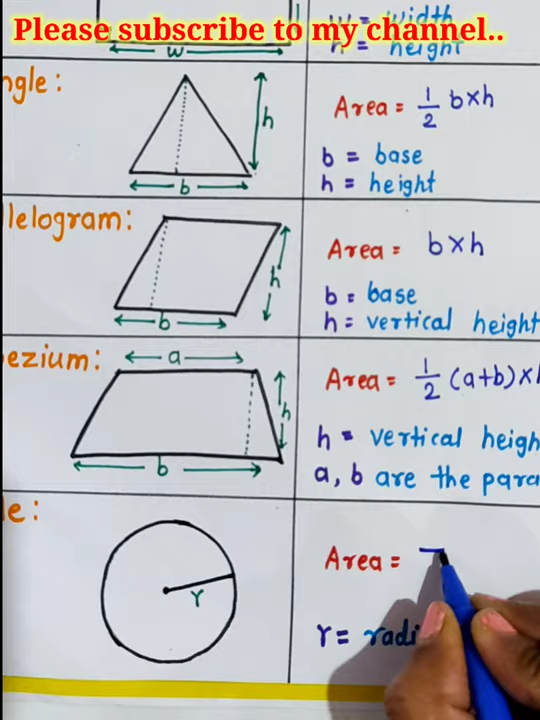 Please subscribe to my channel..
w = width
h = height
w
ngle:
h
b
Area = 1/2 b×h
b = base
h = height
llelogram:
h
b
Area = b×h
b = base
h = vertical height
ezium:
a
h
b
Area = 1/2 (a+b)×h
h = vertical heigh
a, b are the para
le:
r
Area =
r = radi